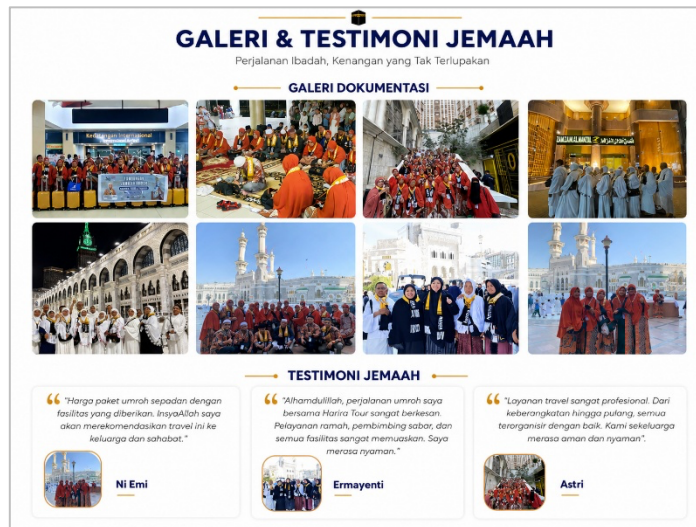 GALERI & TESTIMONI JEMAAH
Perjalanan Ibadah, Kenangan yang Tak Terlupakan
GALERI DOKUMENTASI
Kedatangan Internasional
TESTIMONI JEMAAH
"Harga paket umroh sepadan dengan
fasilitas yang diberikan. InsyaAllah saya
akan merekomendasikan travel ini ke
keluarga dan sahabat."
Ni Emi
"Alhamdulillah, perjalanan umroh saya
bersama Harira Tour sangat berkesan.
Pelayanan ramah, pembimbing sabar, dan
semua fasilitas sangat memuaskan. Saya
merasa nyaman."
Ermayenti
"Layanan travel sangat profesional. Dari
keberangkatan hingga pulang, semua
terorganisir dengan baik. Kami sekeluarga
merasa aman dan nyaman".
Astri